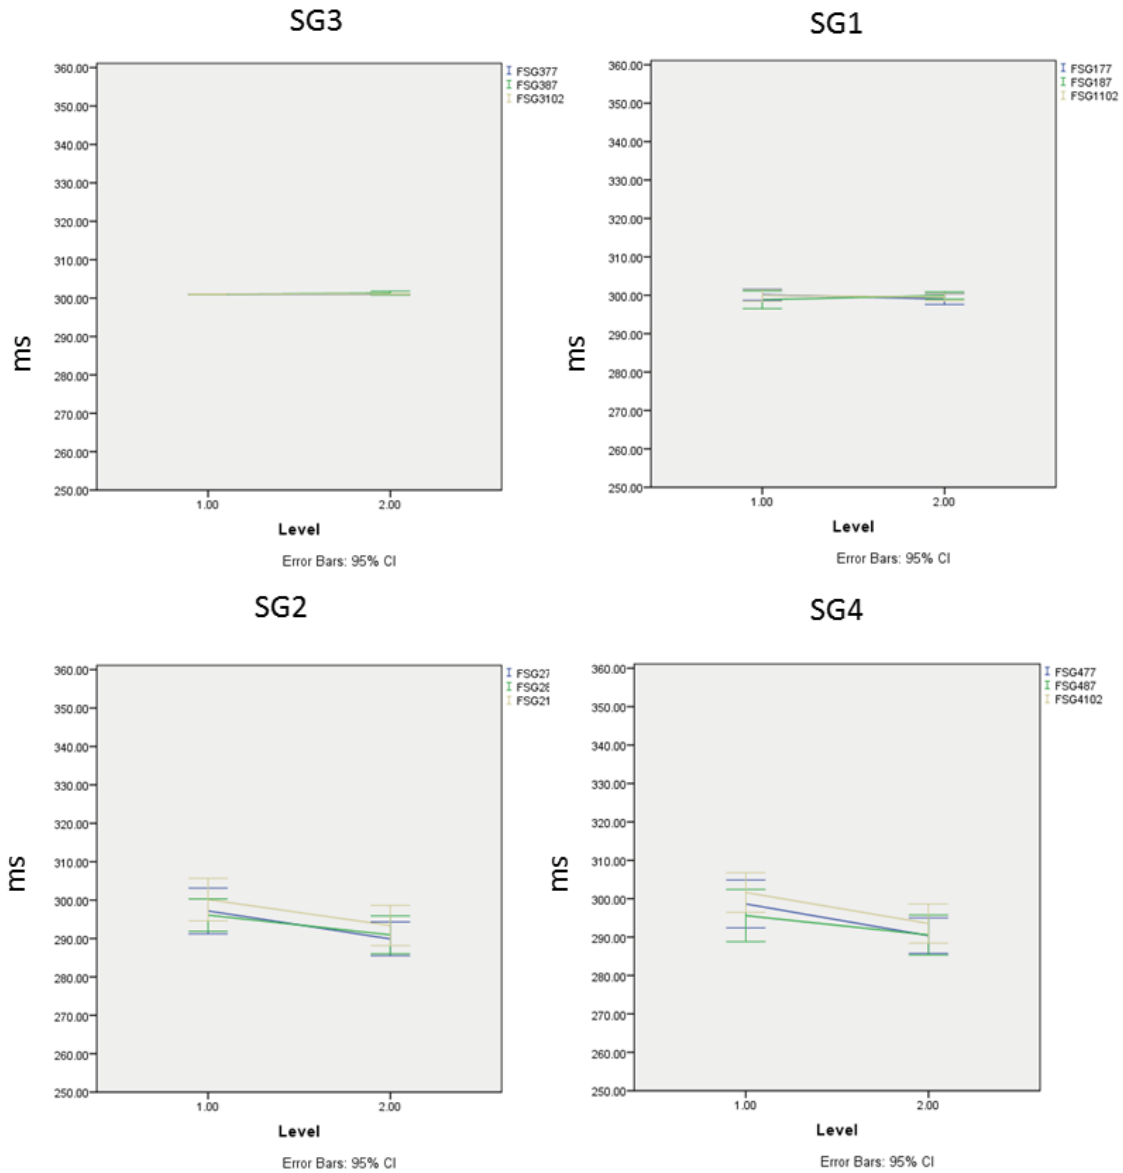 SG3
360.00
350.00
340.00
330.00
320.00
310.00
300.00
290.00
280.00
270.00
260.00
250.00
ms
1.00 2.00
Level
Error Bars: 95% CI
FSG377
FSG387
FSG3102
SG1
360.00
350.00
340.00
330.00
320.00
310.00
300.00
290.00
280.00
270.00
260.00
250.00
ms
1.00 2.00
Level
Error Bars: 95% CI
FSG177
FSG187
FSG1102
SG2
360.00
350.00
340.00
330.00
320.00
310.00
300.00
290.00
280.00
270.00
260.00
250.00
ms
1.00 2.00
Level
Error Bars: 95% CI
FSG27
FSG28
FSG21
SG4
360.00
350.00
340.00
330.00
320.00
310.00
300.00
290.00
280.00
270.00
260.00
250.00
ms
1.00 2.00
Level
Error Bars: 95% CI
FSG477
FSG487
FSG4102